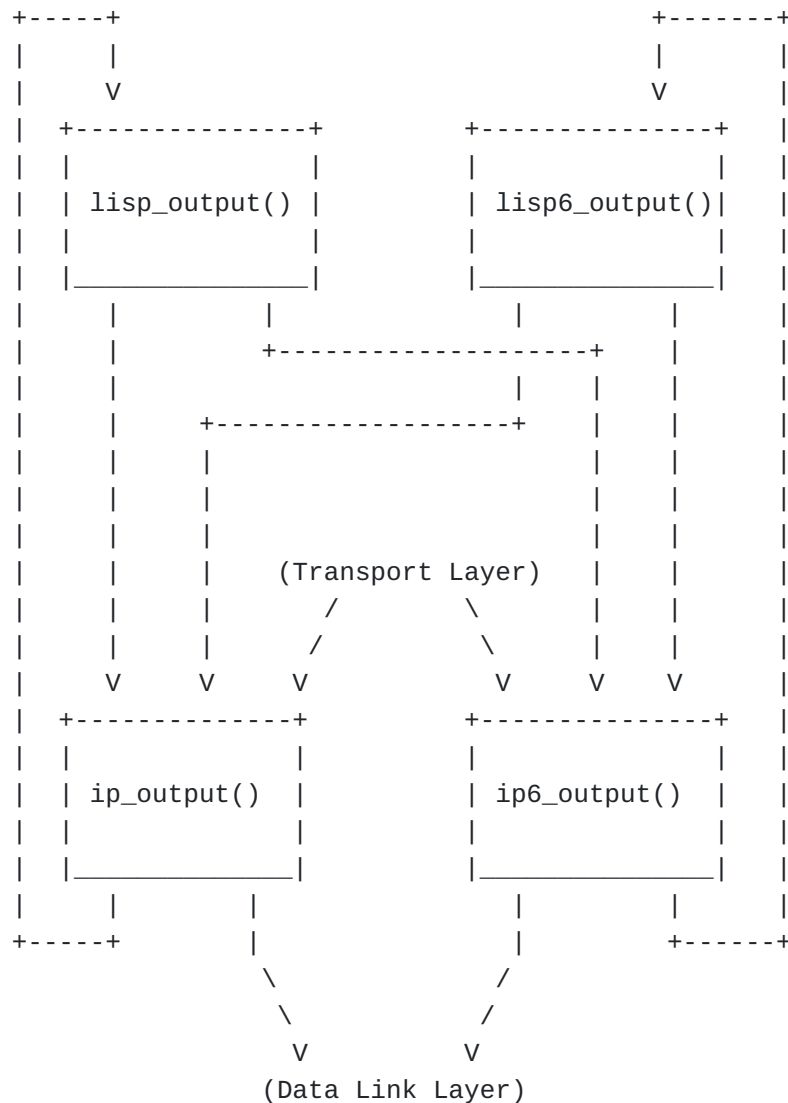 lisp_output() lisp6_output()
(Transport Layer)
V V V V V V
ip_output() ip6_output()
V V
(Data Link Layer)